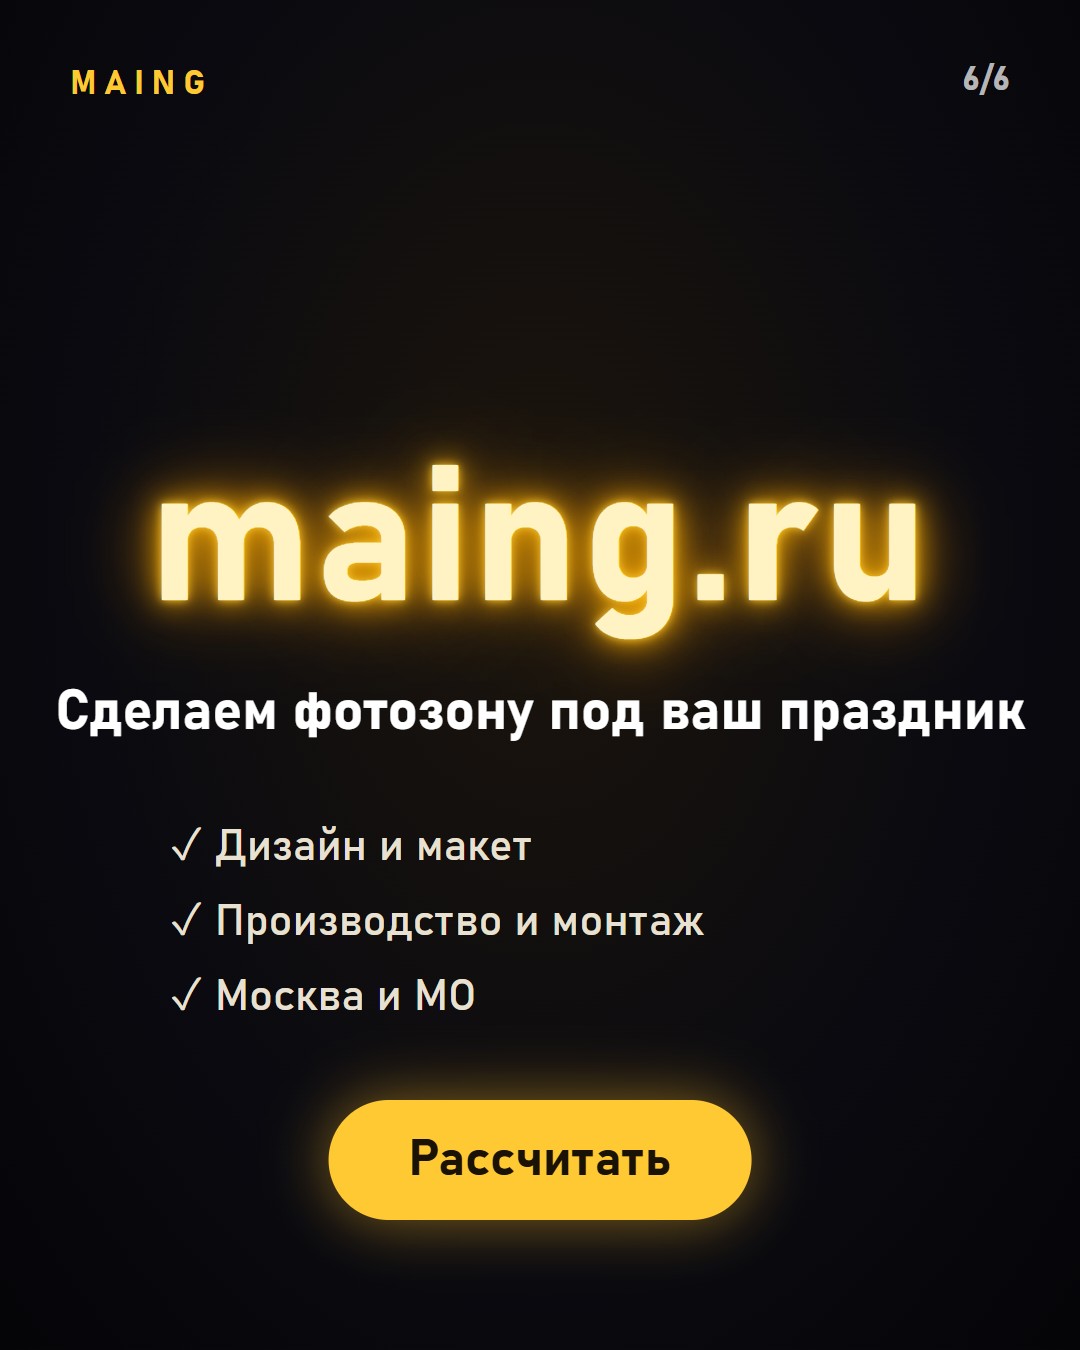 MAING
6/6
maing.ru
Сделаем фотозону под ваш праздник
✓ Дизайн и макет
✓ Производство и монтаж
✓ Москва и МО
Рассчитать